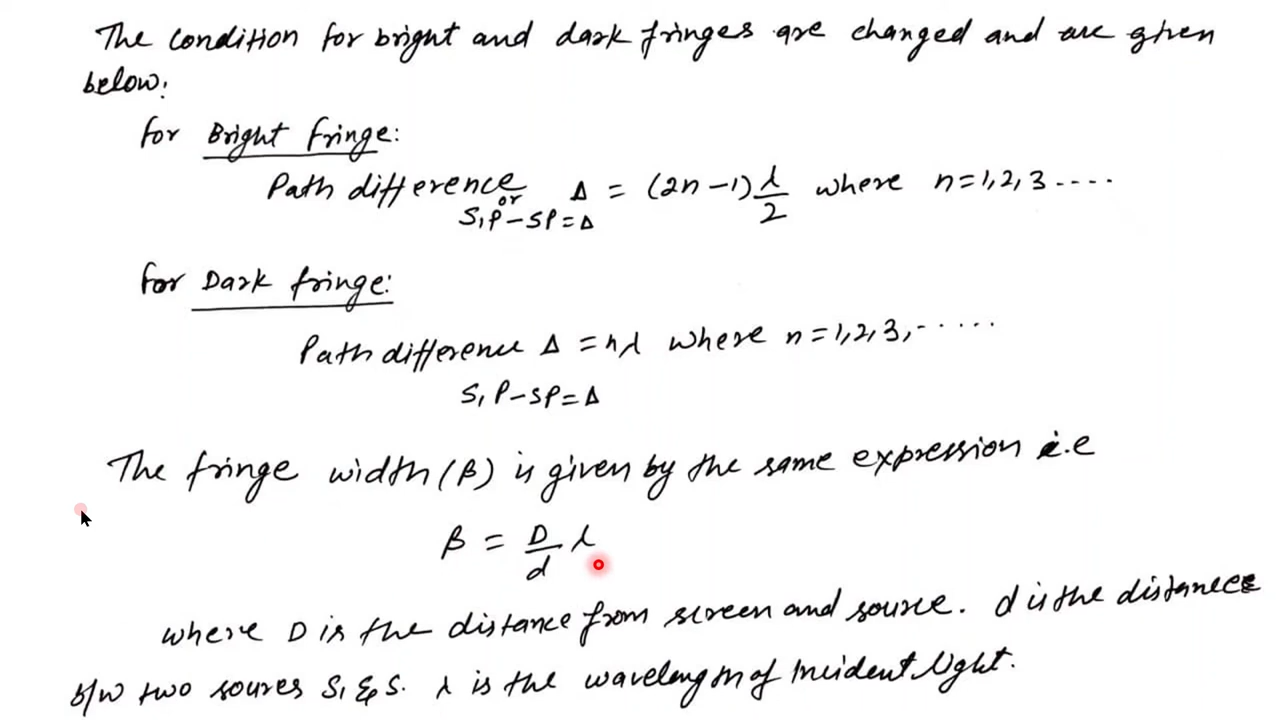 The condition for bright and dark fringes are changed and are given
below:
for Bright fringe:
Path difference or Δ = (2n-1) λ/2 where n=1,2,3....
S₁P-SP=Δ
for Dark fringe:
Path difference Δ = nλ where n=1,2,3,......
S₁P-SP=Δ
The fringe width (β) is given by the same expression i.e
β = D/d λ
where D is the distance from screen and source. d is the distance
b/w two soures S₁ & S. λ is the wavelength of Incident light.